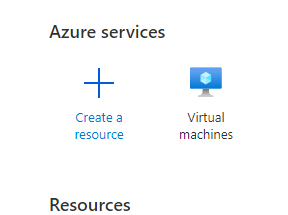 Azure services
Create a
resource
Virtual
machines
Resources